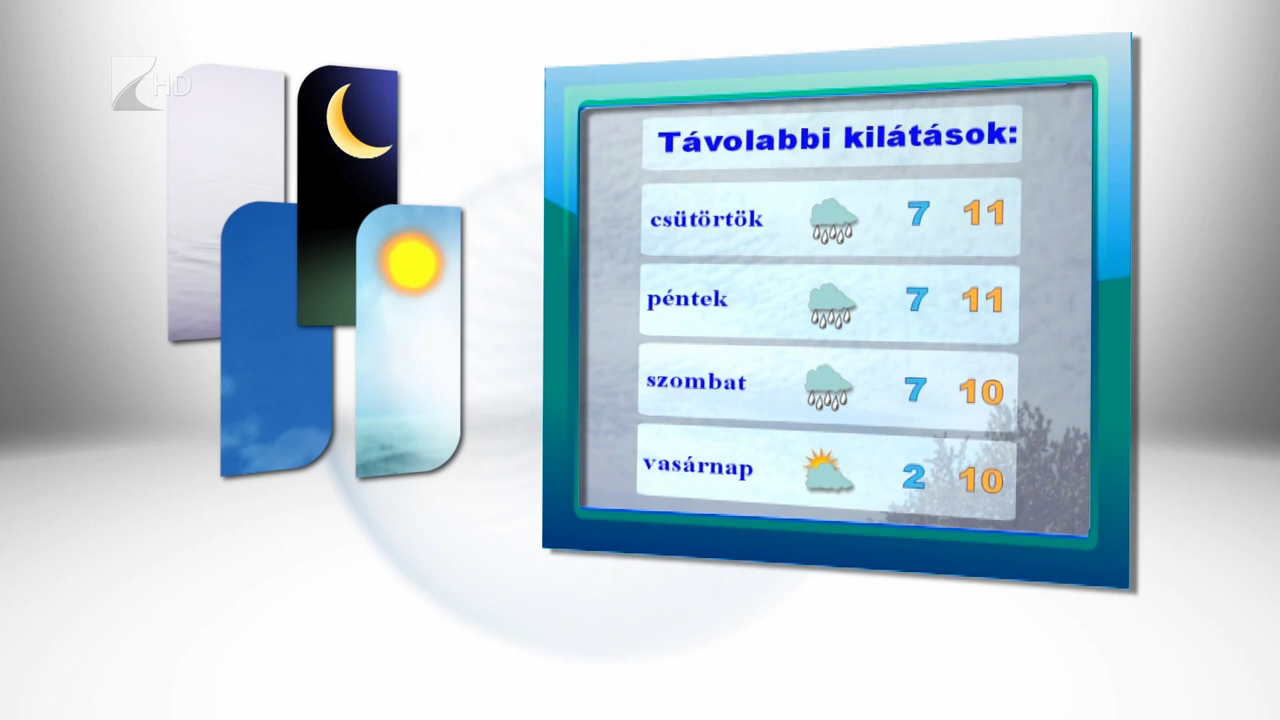 HD
Távolabbi kilátások:
csütörtök 7 11
péntek 7 11
szombat 7 10
vasárnap 2 10